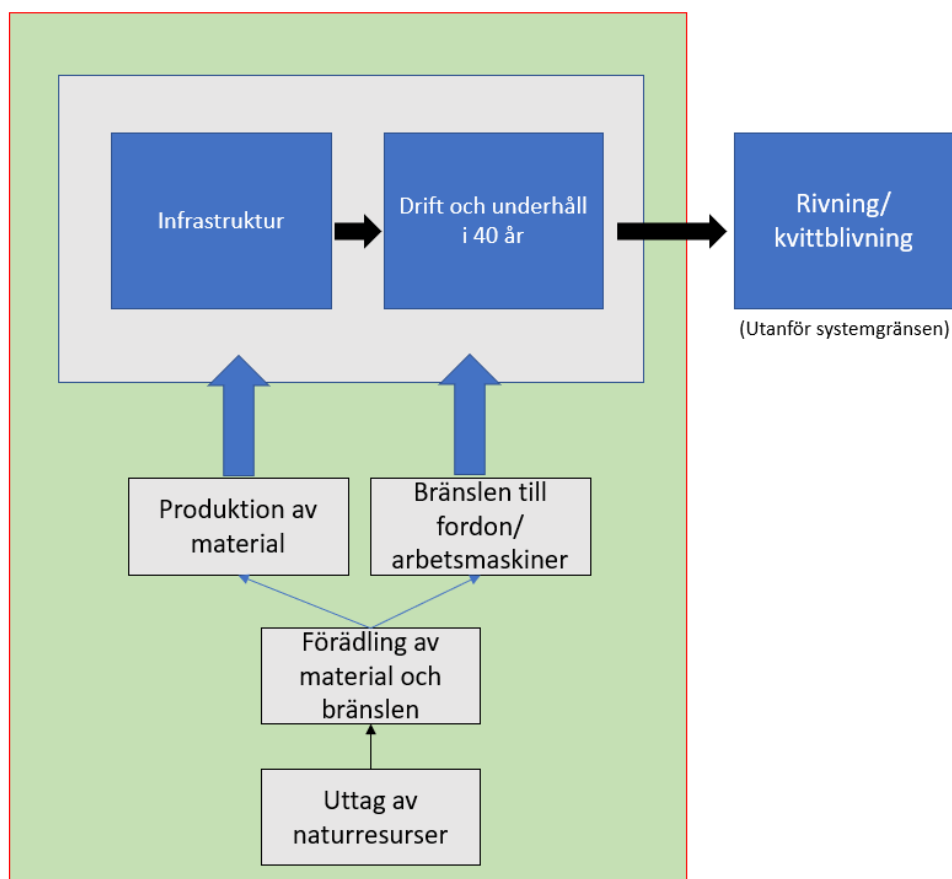 Infrastruktur
Drift och underhåll
i 40 år
Rivning/
kvittblivning
(Utanför systemgränsen)
Produktion av
material
Bränslen till
fordon/
arbetsmaskiner
Förädling av
material och
bränslen
Uttag av
naturresurser